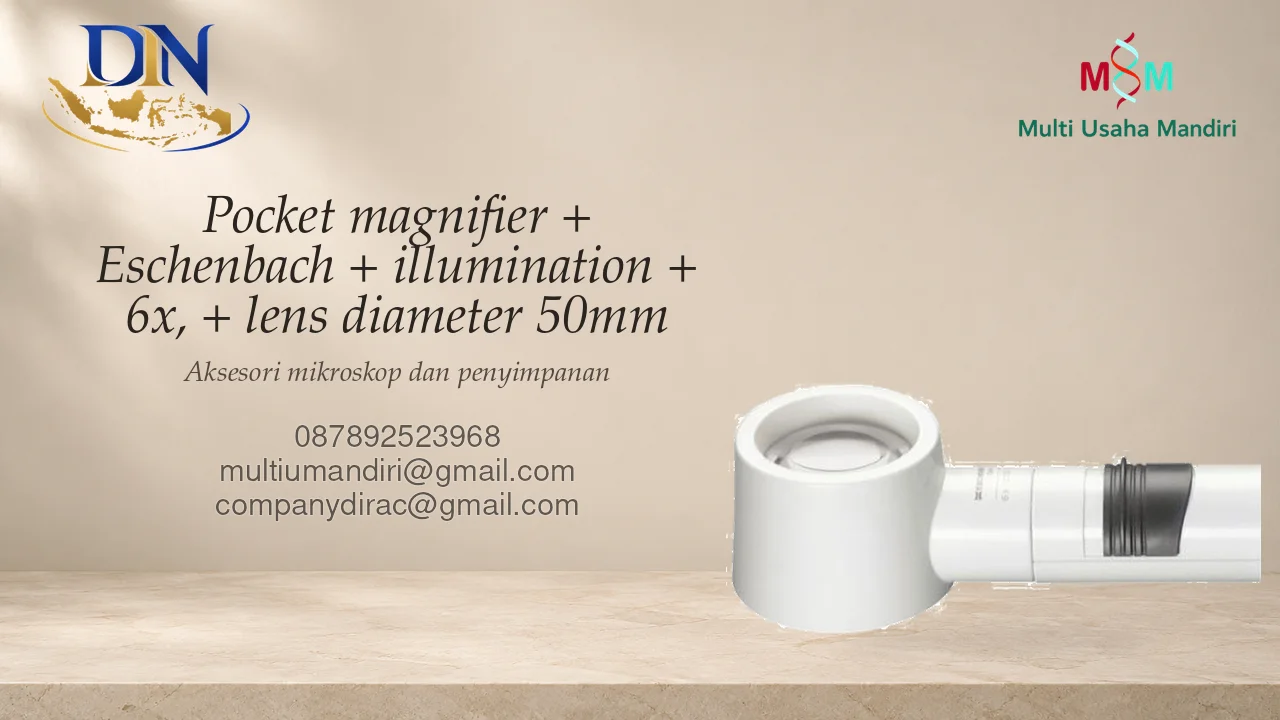 DIN
M M
Multi Usaha Mandiri
Pocket magnifier +
Eschenbach + illumination +
6x, + lens diameter 50mm
Aksesori mikroskop dan penyimpanan
087892523968
multiumandiri@gmail.com
companydirac@gmail.com